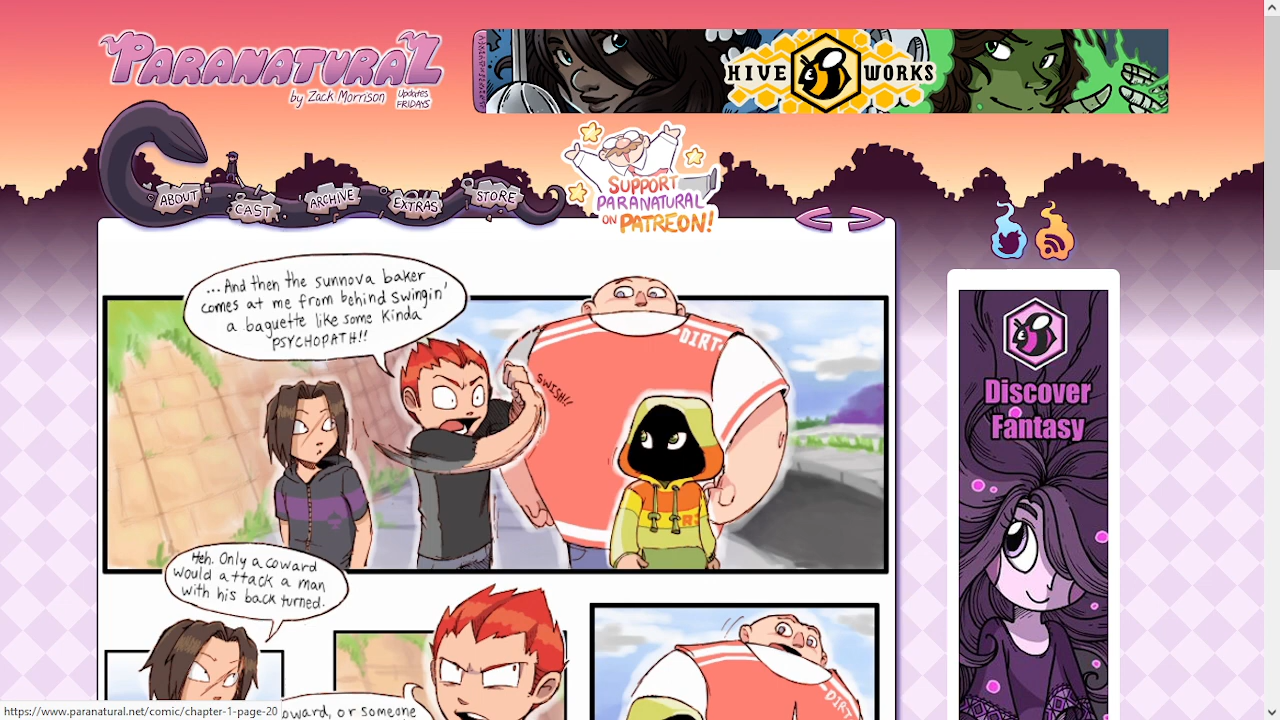 PARANATURAL
by Zack Morrison
Updates
FRIDAYS
HIVE WORKS
ABOUT
CAST
ARCHIVE
EXTRAS
STORE
SUPPORT
PARANATURAL
ON PATREON!
...And then the sunnova baker
comes at me from behind swingin'
a baguette like some kinda
PSYCHOPATH!!
SWISH!!
DIRT
Discover
Fantasy
Heh. Only a coward
would attack a man
with his back turned.
DIRT
oward, or someone
https://www.paranatural.net/comic/chapter-1-page-20